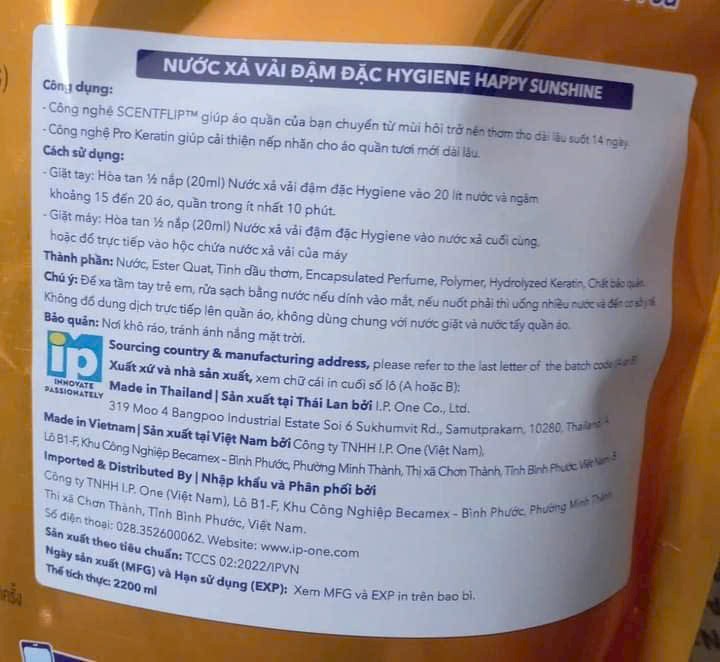 NƯỚC XẢ VẢI ĐẬM ĐẶC HYGIENE HAPPY SUNSHINE
Công dụng:
- Công nghệ SCENTFLIP™ giúp áo quần của bạn chuyển từ mùi hôi trở nên thơm tho dài lâu suốt 14 ngày.
- Công nghệ Pro Keratin giúp cải thiện nếp nhăn cho áo quần tươi mới dài lâu.
Cách sử dụng:
- Giặt tay: Hòa tan ½ nắp (20ml) Nước xả vải đậm đặc Hygiene vào 20 lít nước và ngâm
khoảng 15 đến 20 áo, quần trong ít nhất 10 phút.
- Giặt máy: Hòa tan ½ nắp (20ml) Nước xả vải đậm đặc Hygiene vào nước xả cuối cùng,
hoặc đổ trực tiếp vào hộc chứa nước xả vải của máy
Thành phần: Nước, Ester Quat, Tinh dầu thơm, Encapsulated Perfume, Polymer, Hydrolyzed Keratin, Chất bảo quản.
Chú ý: Để xa tầm tay trẻ em, rửa sạch bằng nước nếu dính vào mắt, nếu nuốt phải thì uống nhiều nước và đến cơ sở y tế.
Không đổ dung dịch trực tiếp lên quần áo, không dùng chung với nước giặt và nước tẩy quần áo.
Bảo quản: Nơi khô ráo, tránh ánh nắng mặt trời.
ip
INNOVATE
PASSIONATELY
Sourcing country & manufacturing address, please refer to the last letter of the batch code (A or B)
Xuất xứ và nhà sản xuất, xem chữ cái in cuối số lô (A hoặc B):
Made in Thailand | Sản xuất tại Thái Lan bởi I.P. One Co., Ltd.
319 Moo 4 Bangpoo Industrial Estate Soi 6 Sukhumvit Rd., Samutprakarn, 10280, Thailand. A
Made in Vietnam | Sản xuất tại Việt Nam bởi Công ty TNHH I.P. One (Việt Nam),
Lô B1-F, Khu Công Nghiệp Becamex - Bình Phước, Phường Minh Thành, Thị xã Chơn Thành, Tỉnh Bình Phước, Việt Nam. B
Imported & Distributed By | Nhập khẩu và Phân phối bởi
Công ty TNHH I.P. One (Việt Nam), Lô B1-F, Khu Công Nghiệp Becamex - Bình Phước, Phường Minh Thành,
Thị xã Chơn Thành, Tỉnh Bình Phước, Việt Nam.
Số điện thoại: 028.352600062. Website: www.ip-one.com
Sản xuất theo tiêu chuẩn: TCCS 02:2022/IPVN
Ngày sản xuất (MFG) và Hạn sử dụng (EXP): Xem MFG và EXP in trên bao bì.
Thể tích thực: 2200 ml